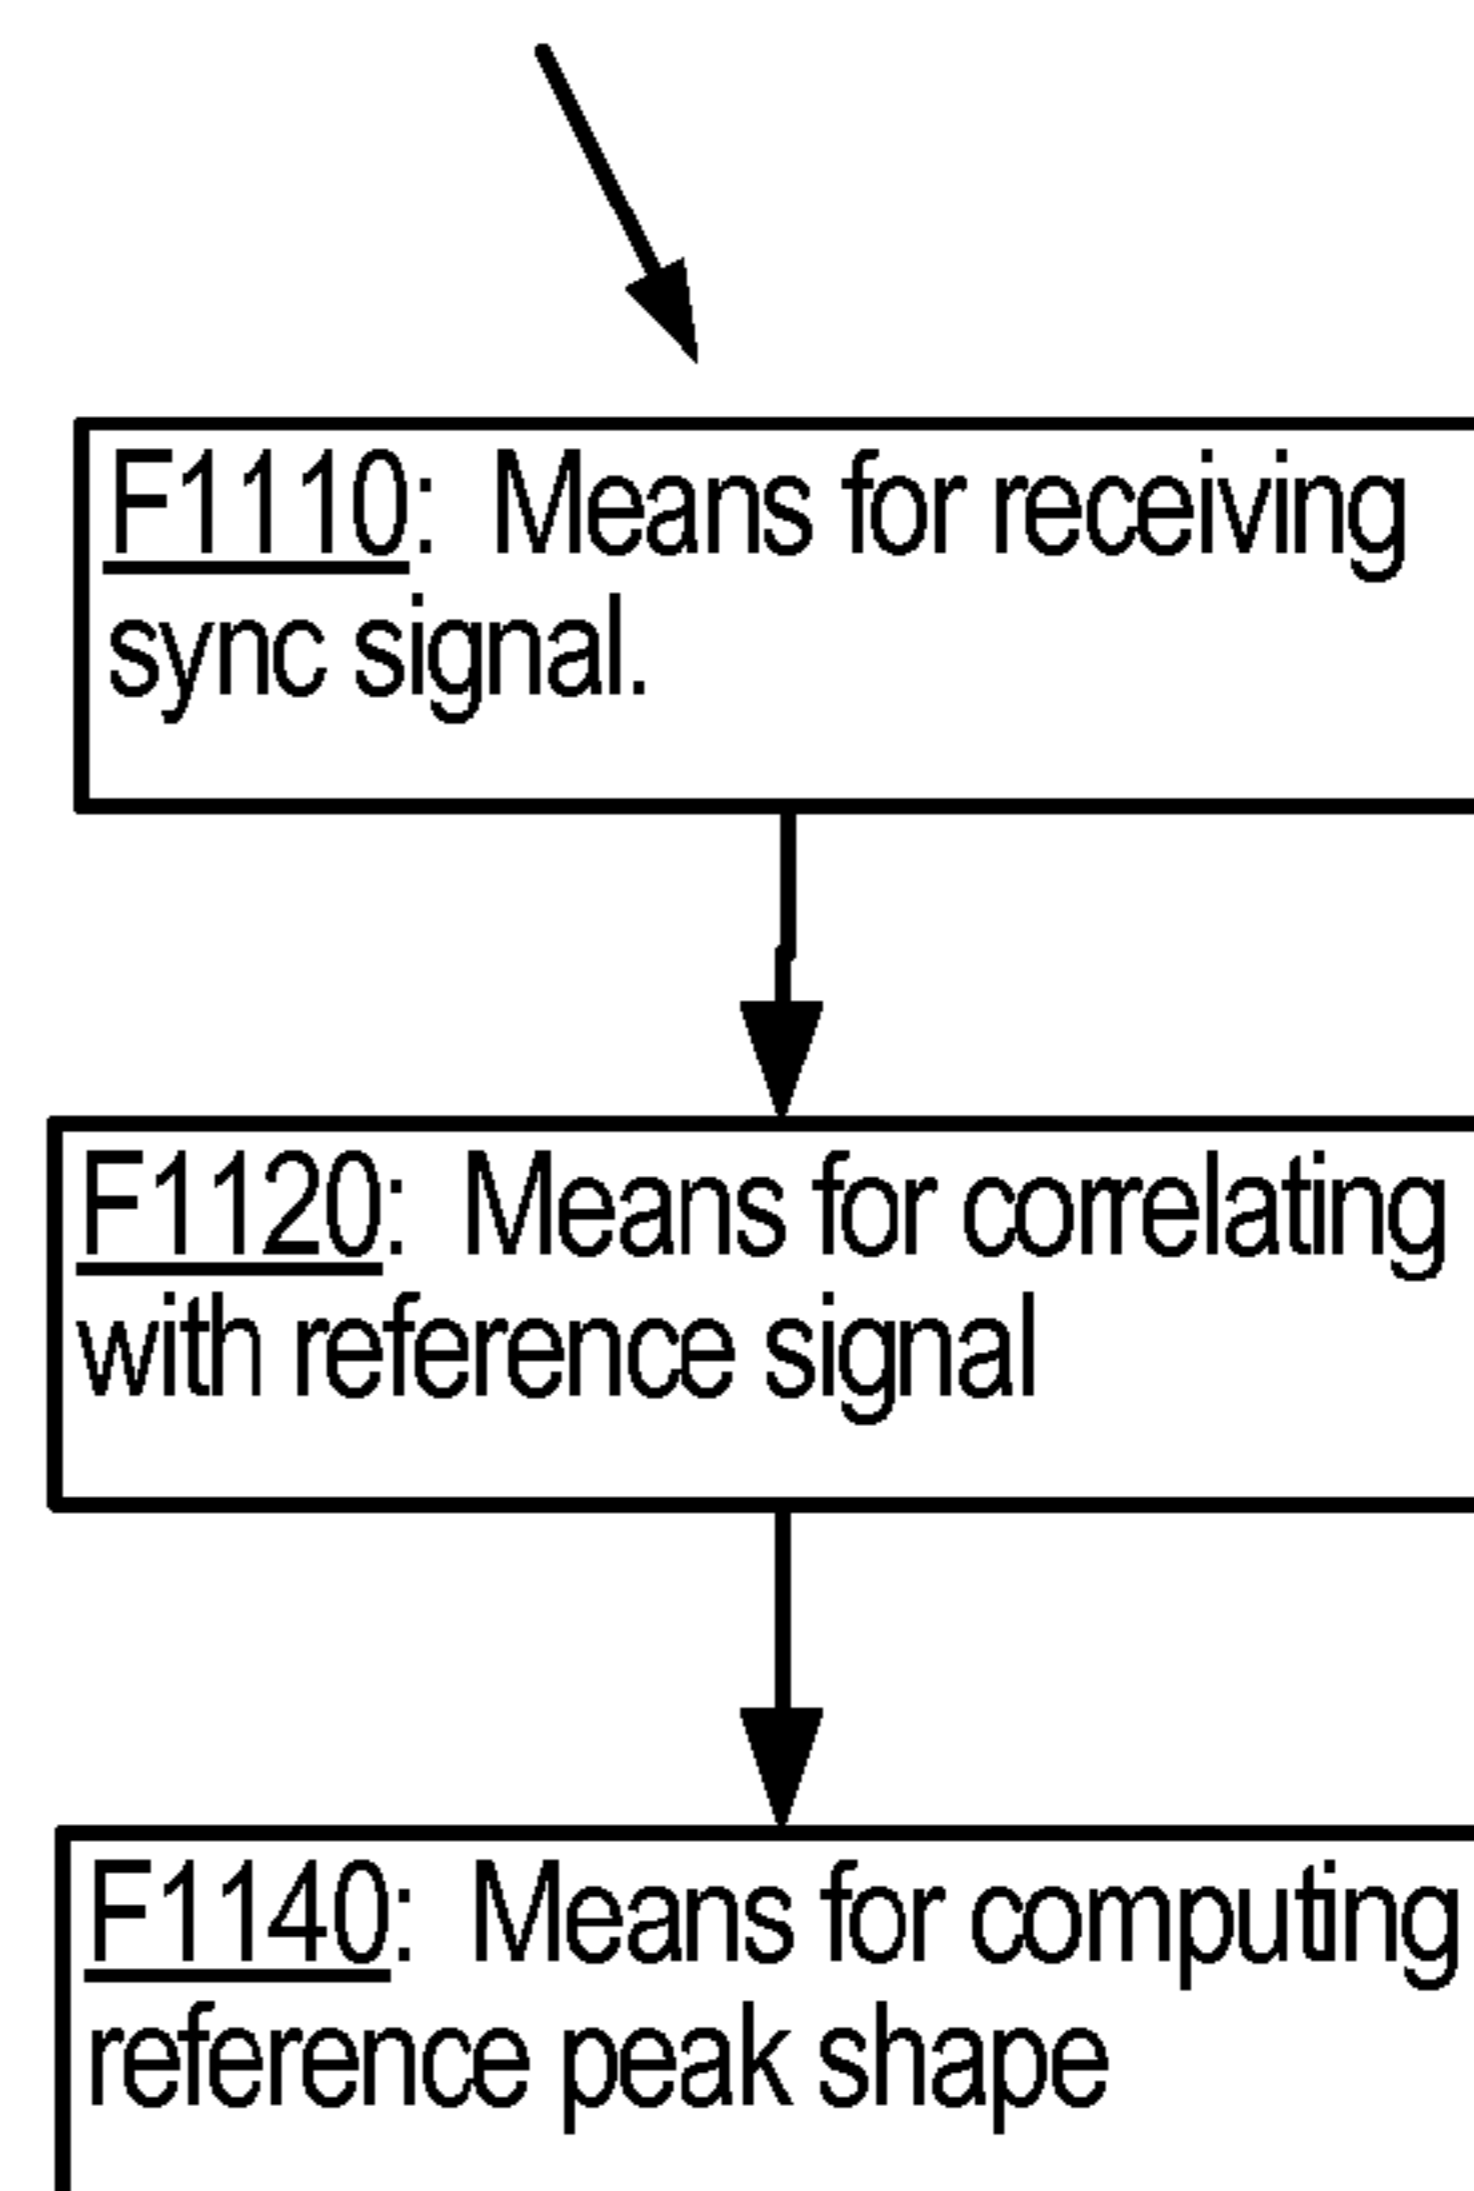 F1110: Means for receiving
sync signal.
F1120: Means for correlating
with reference signal
F1140: Means for computing
reference peak shape